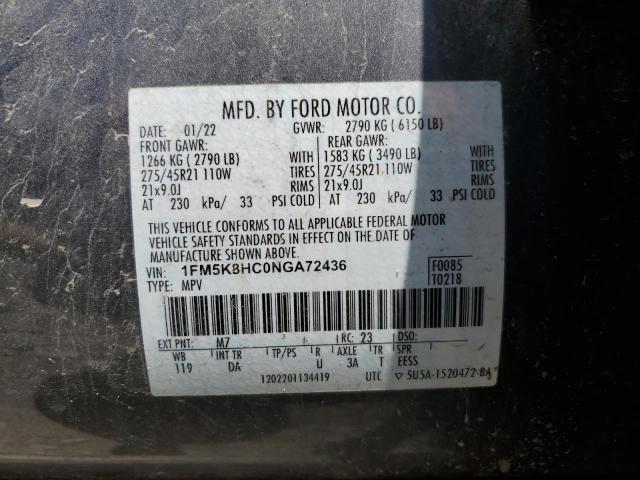 MFD. BY FORD MOTOR CO.
DATE: 01/22 GVWR: 2790 KG ( 6150 LB)
FRONT GAWR: REAR GAWR:
1266 KG ( 2790 LB) WITH 1583 KG ( 3490 LB) WITH
275/45R21 110W TIRES 275/45R21 110W TIRES
21x9.0J RIMS 21x9.0J RIMS
AT 230 kPa/ 33 PSI COLD AT 230 kPa/ 33 PSI COLD
THIS VEHICLE CONFORMS TO ALL APPLICABLE FEDERAL MOTOR
VEHICLE SAFETY STANDARDS IN EFFECT ON THE DATE OF
MANUFACTURE SHOWN ABOVE.
VIN: 1FM5K8HC0NGA72436 F0085
TYPE: MPV T0218
EXT PNT: M7 RC: 23 DSO:
WB INT TR TP/PS R AXLE TR SPR
119 DA U 3A T EESS
1202201134419 UTC ▽ 5U5A-1520472-BA